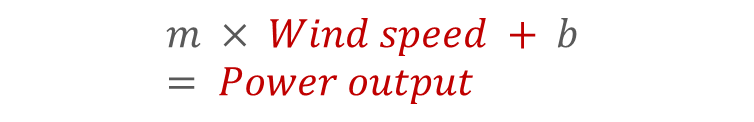 m × Wind speed + b
= Power output